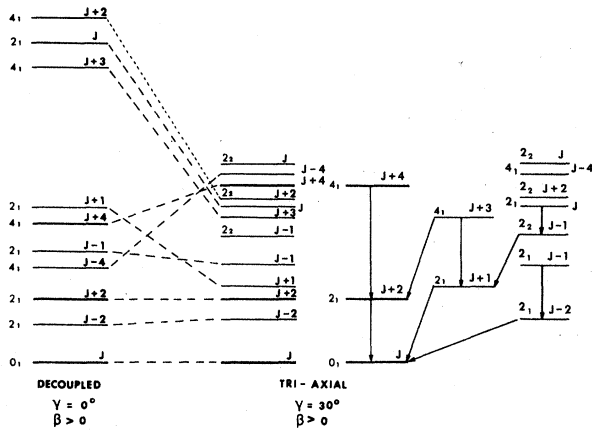 4₁ J+2
2₁ J
4₁ J+3
2₁ J+1
4₁ J+4
2₁ J-1
4₁ J-4
2₁ J+2
2₁ J-2
0₁ J
DECOUPLED
γ = 0°
β > 0
2₂ J
J-4
J+4
2₂ J+2
J
J+3
2₂ J-1
J-1
J+1
J+2
J-2
J
TRI-AXIAL
γ = 30°
β > 0
4₁ J+4
2₁ J+2
0₁ J
4₁ J+3
2₁ J+1
2₂ J
4₁ J-4
2₂ J+2
2₁ J
2₂ J-1
2₁ J-1
2₁ J-2